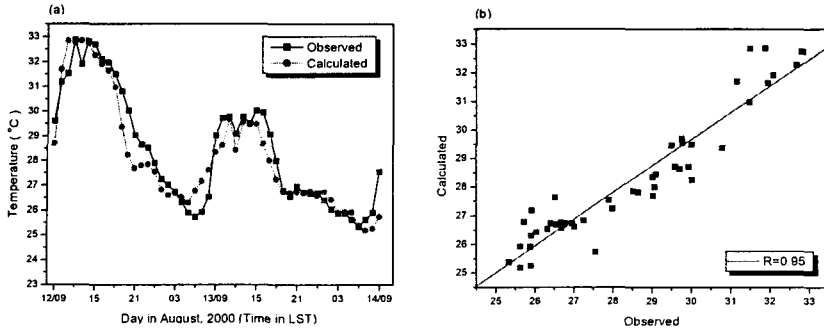 (a)
33
32
31
30
29
28
27
26
25
24
23
Temperature (°C)
Observed
Calculated
12/09 15 21 03 13/09 15 21 03 14/09
Day in August, 2000 (Time in LST)
(b)
33
32
31
30
29
28
27
26
25
Calculated
R=0.95
25 26 27 28 29 30 31 32 33
Observed